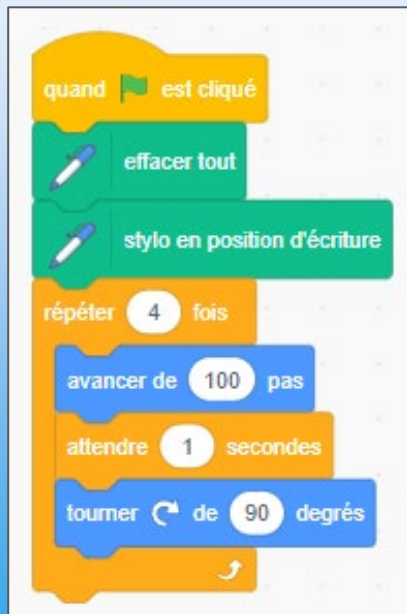 quand est cliqué
effacer tout
stylo en position d'écriture
répéter 4 fois
avancer de 100 pas
attendre 1 secondes
tourner de 90 degrés